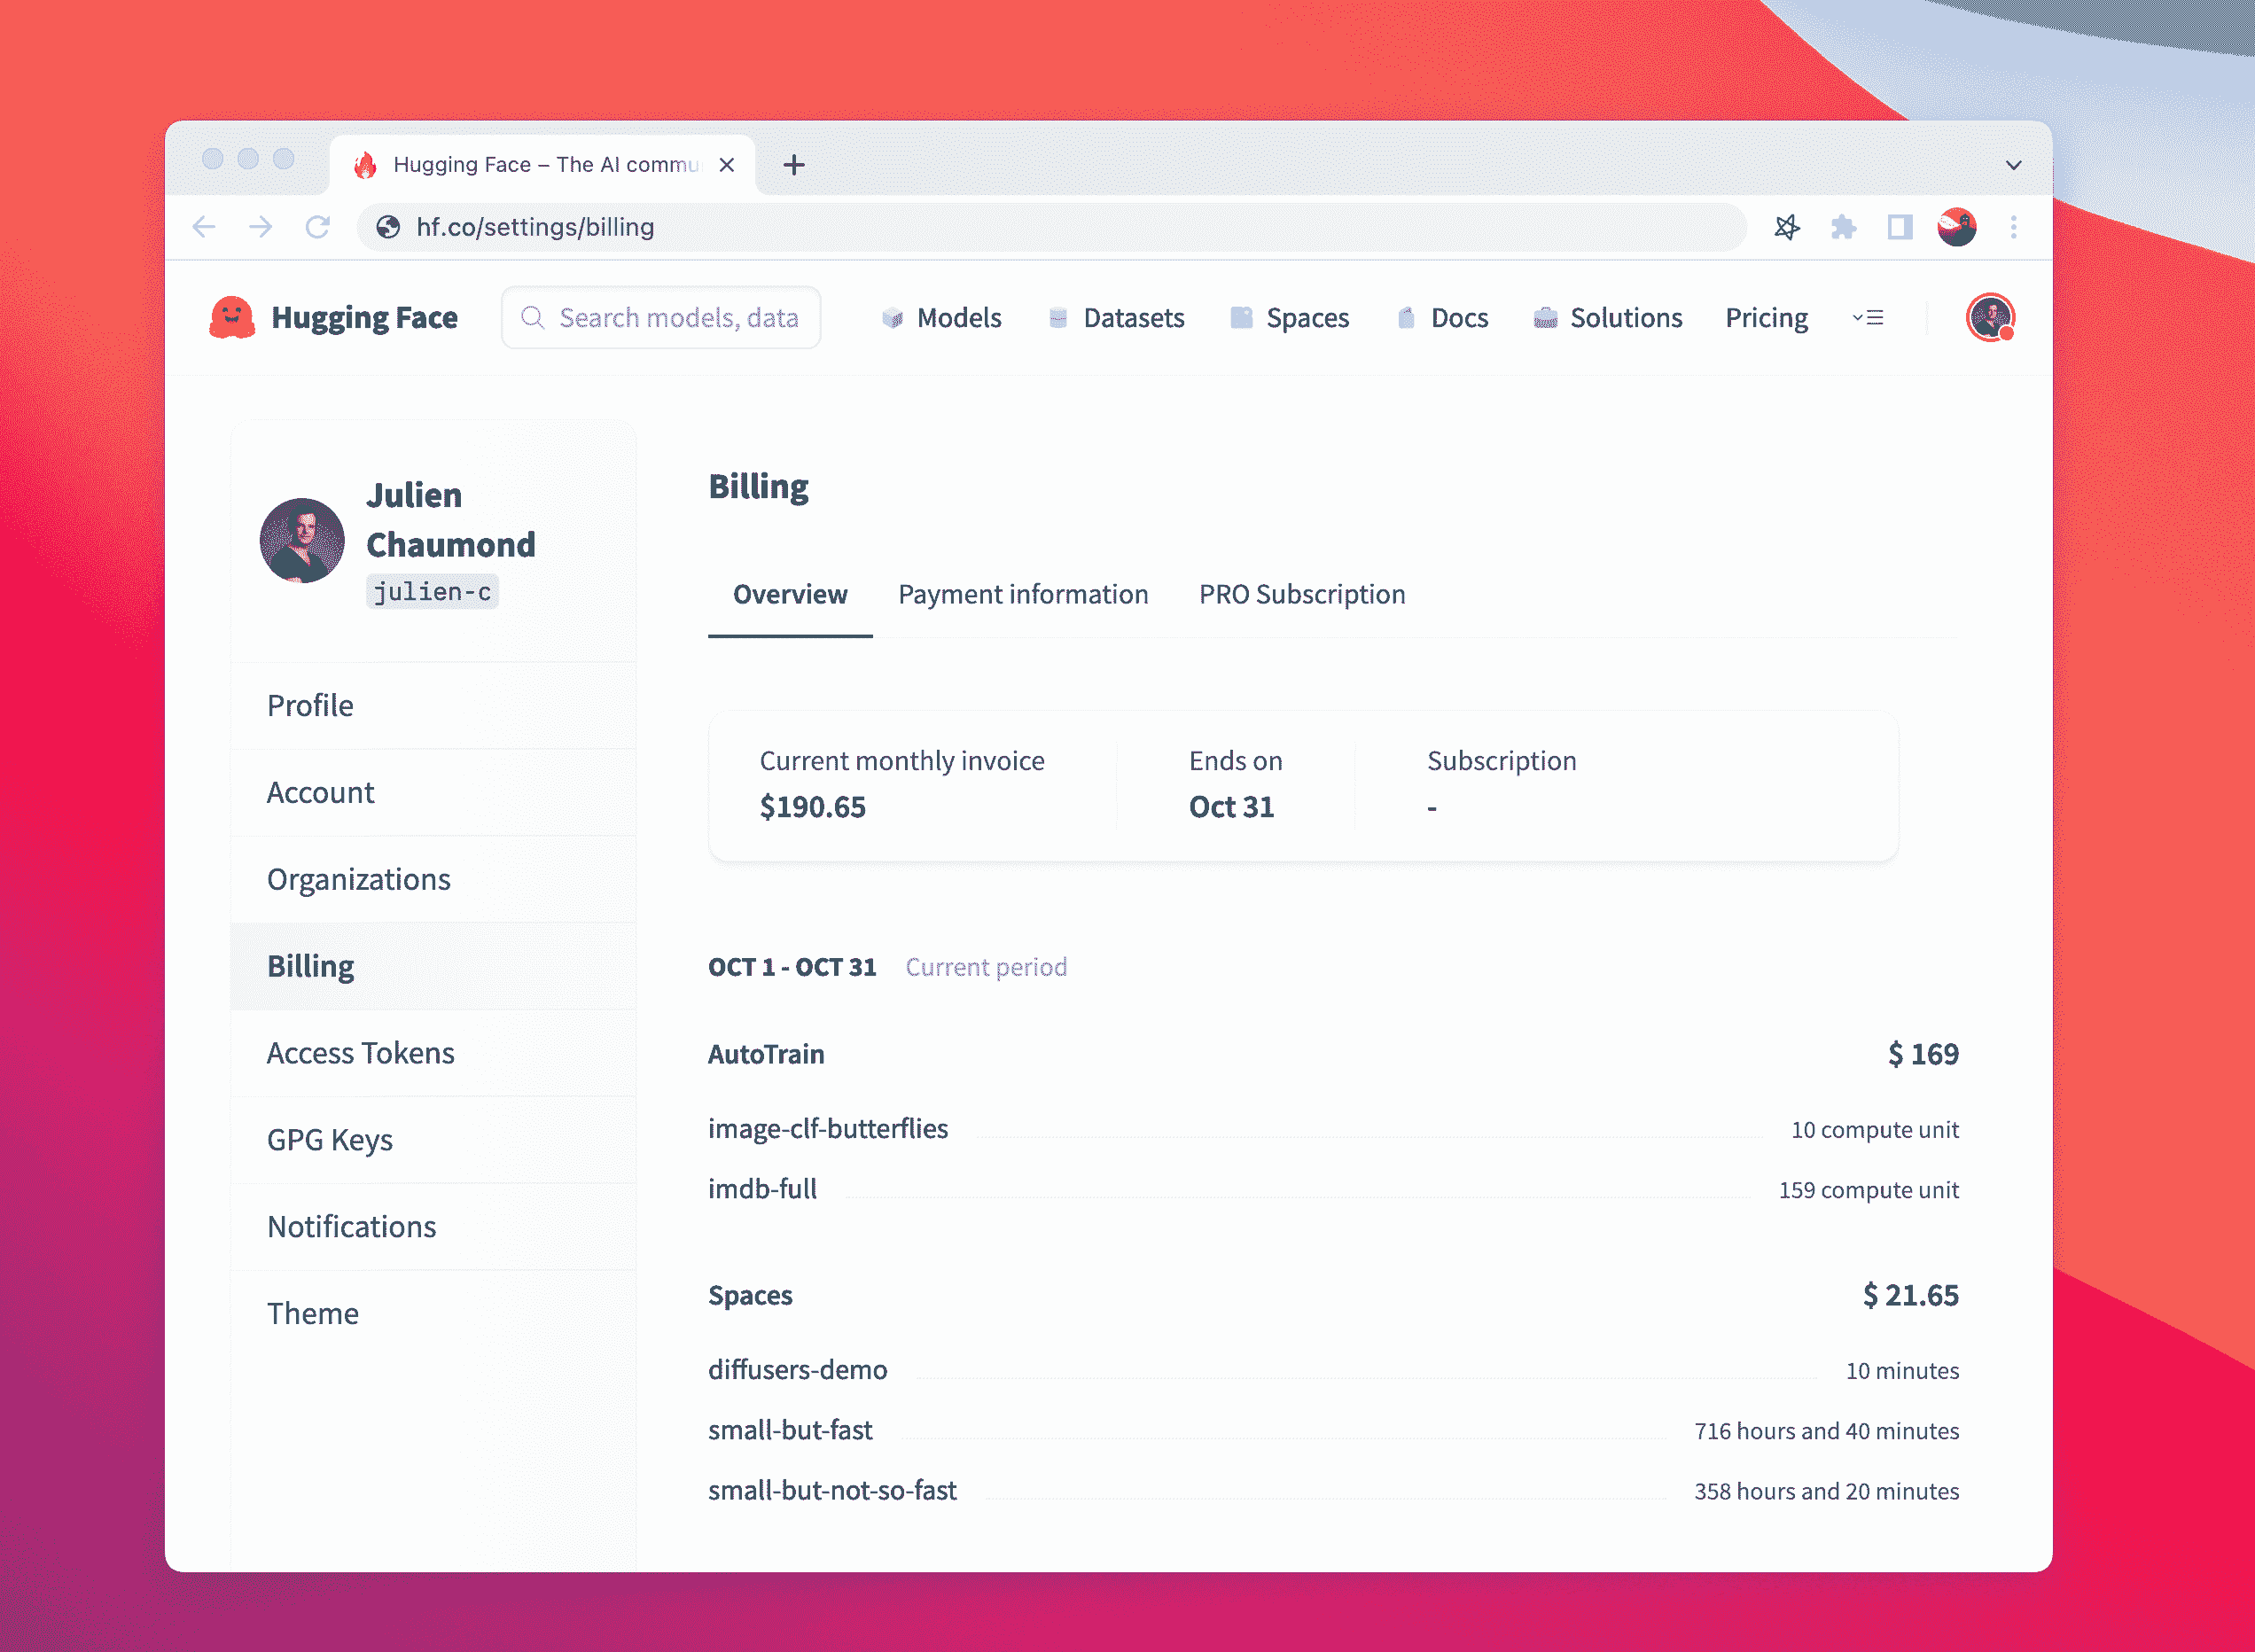 Hugging Face – The AI commu
hf.co/settings/billing
Hugging Face
Search models, data
Models
Datasets
Spaces
Docs
Solutions
Pricing
Julien
Chaumond
julien-c
Profile
Account
Organizations
Billing
Access Tokens
GPG Keys
Notifications
Theme
Billing
Overview
Payment information
PRO Subscription
Current monthly invoice
$190.65
Ends on
Oct 31
Subscription
-
OCT 1 - OCT 31 Current period
AutoTrain $ 169
image-clf-butterflies 10 compute unit
imdb-full 159 compute unit
Spaces $ 21.65
diffusers-demo 10 minutes
small-but-fast 716 hours and 40 minutes
small-but-not-so-fast 358 hours and 20 minutes